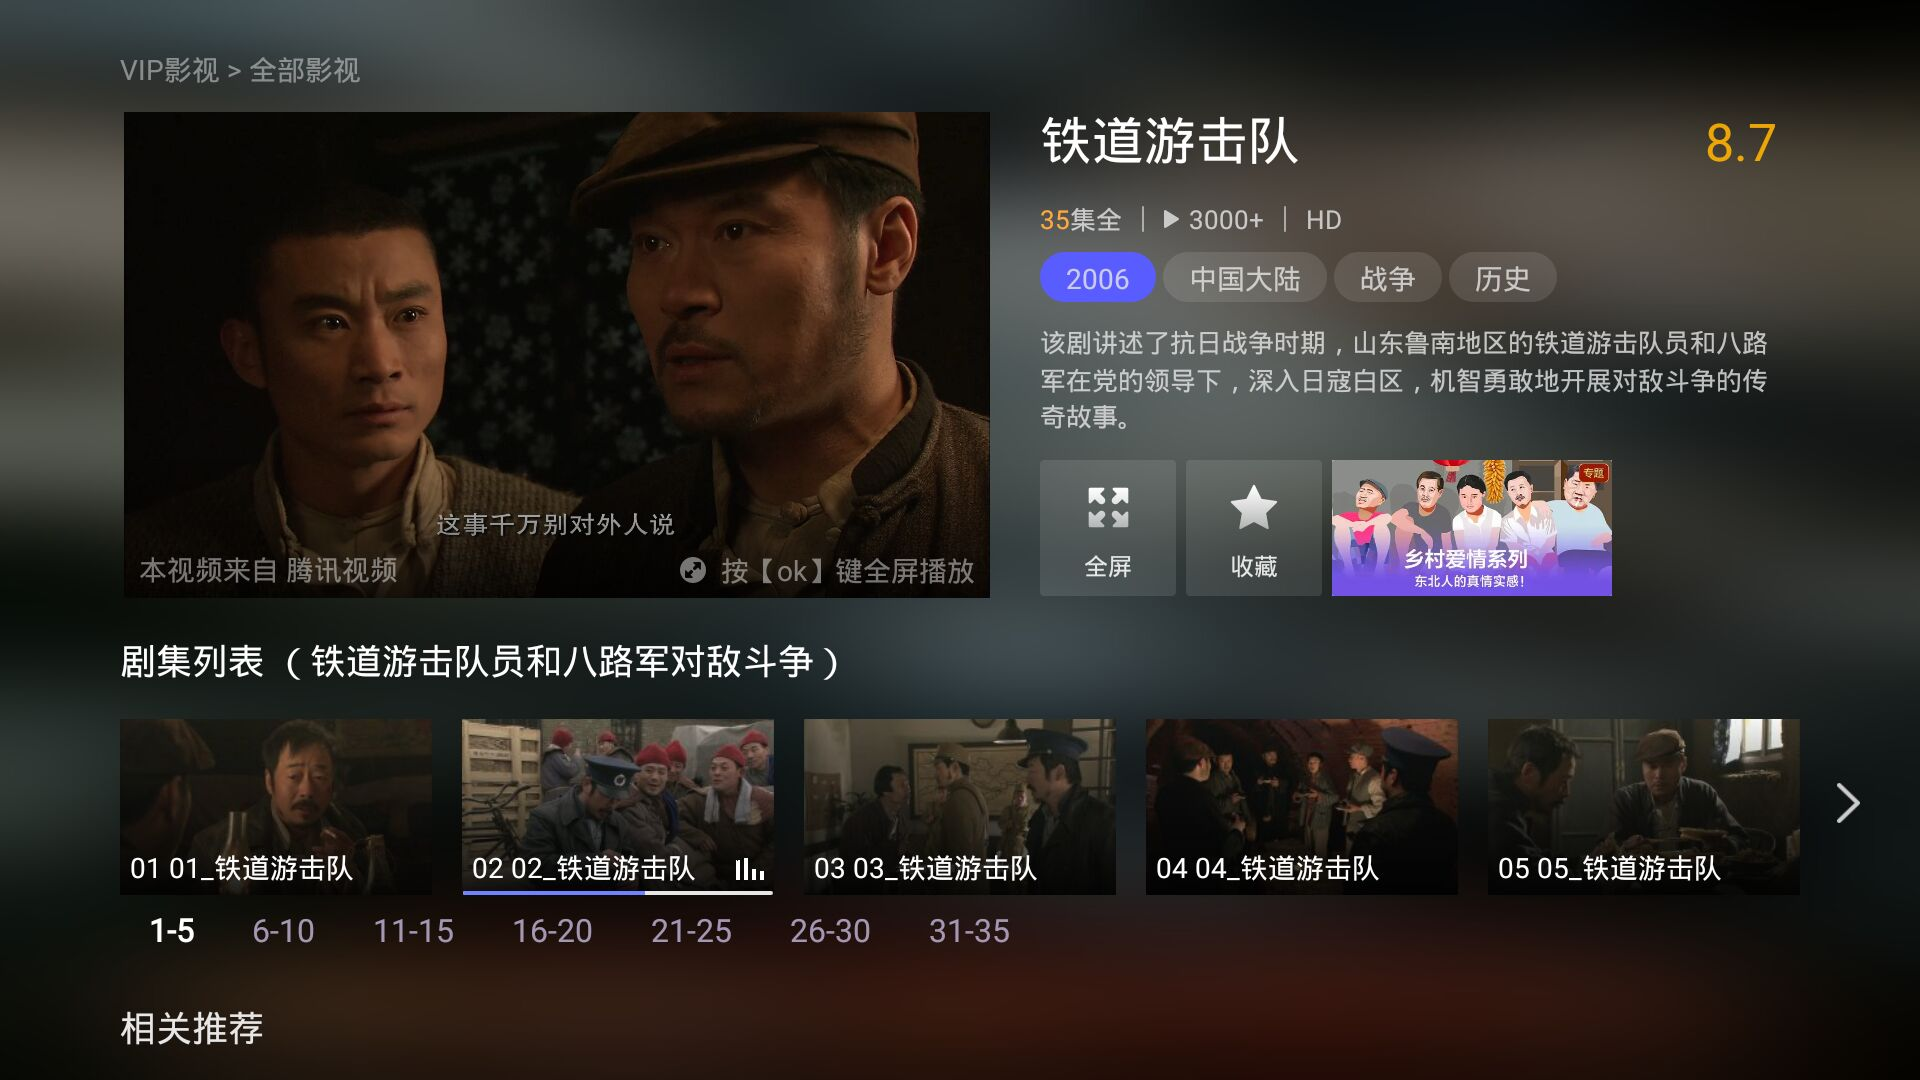 VIP影视 > 全部影视
这事千万别对外人说
本视频来自 腾讯视频
按【ok】键全屏播放
铁道游击队
8.7
35集全 | 3000+ | HD
2006 中国大陆 战争 历史
该剧讲述了抗日战争时期，山东鲁南地区的铁道游击队员和八路
军在党的领导下，深入日寇白区，机智勇敢地开展对敌斗争的传
奇故事。
全屏
收藏
专题
乡村爱情系列
东北人的真情实感！
剧集列表 （铁道游击队员和八路军对敌斗争）
01 01_铁道游击队
02 02_铁道游击队
03 03_铁道游击队
04 04_铁道游击队
05 05_铁道游击队
1-5 6-10 11-15 16-20 21-25 26-30 31-35
相关推荐